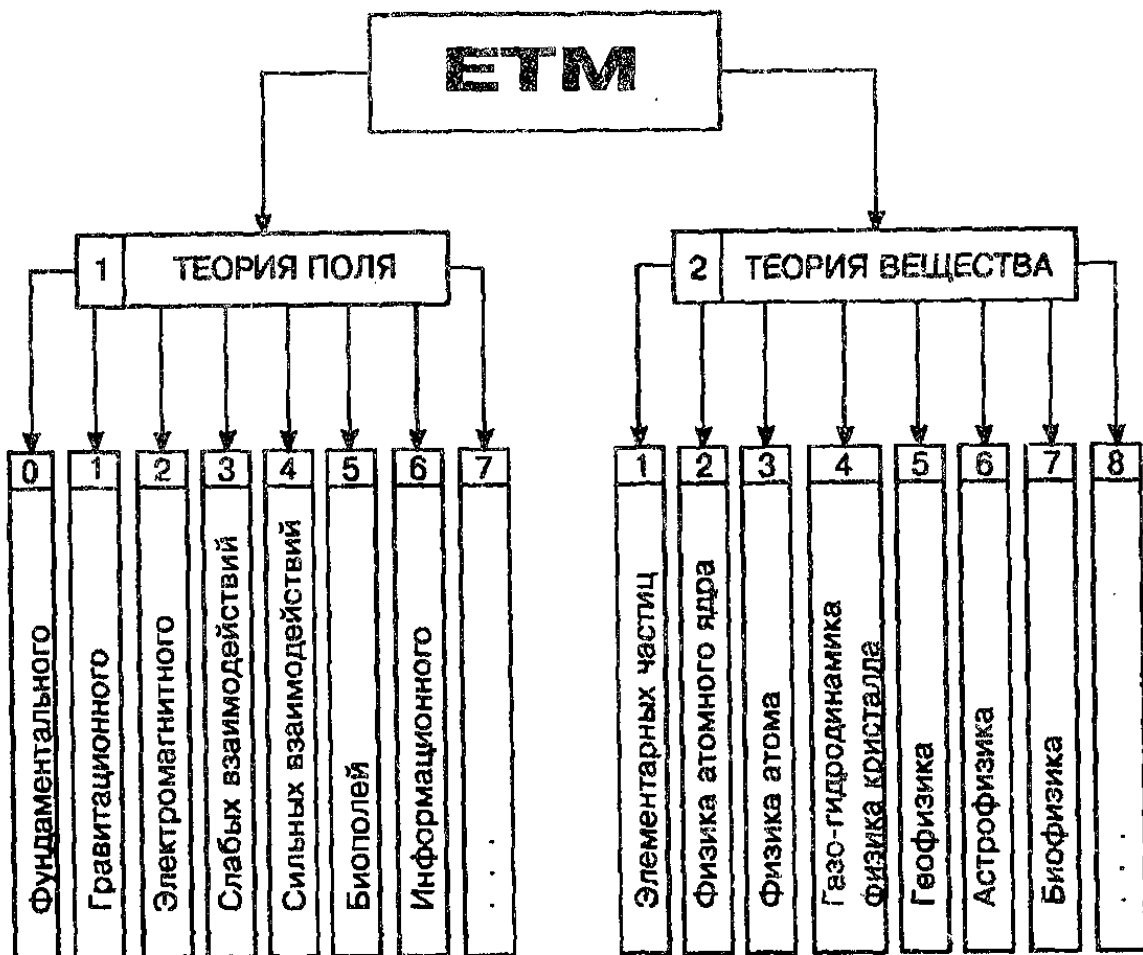 ЕТМ
1 ТЕОРИЯ ПОЛЯ
0 Фундаментального
1 Гравитационного
2 Электромагнитного
3 Слабых взаимодействий
4 Сильных взаимодействий
5 Биополей
6 Информационного
7 . . .
2 ТЕОРИЯ ВЕЩЕСТВА
1 Элементарных частиц
2 Физика атомного ядра
3 Физика атома
4 Газо-гидродинамика
физика кристалла
5 Геофизика
6 Астрофизика
7 Биофизика
8 . . .